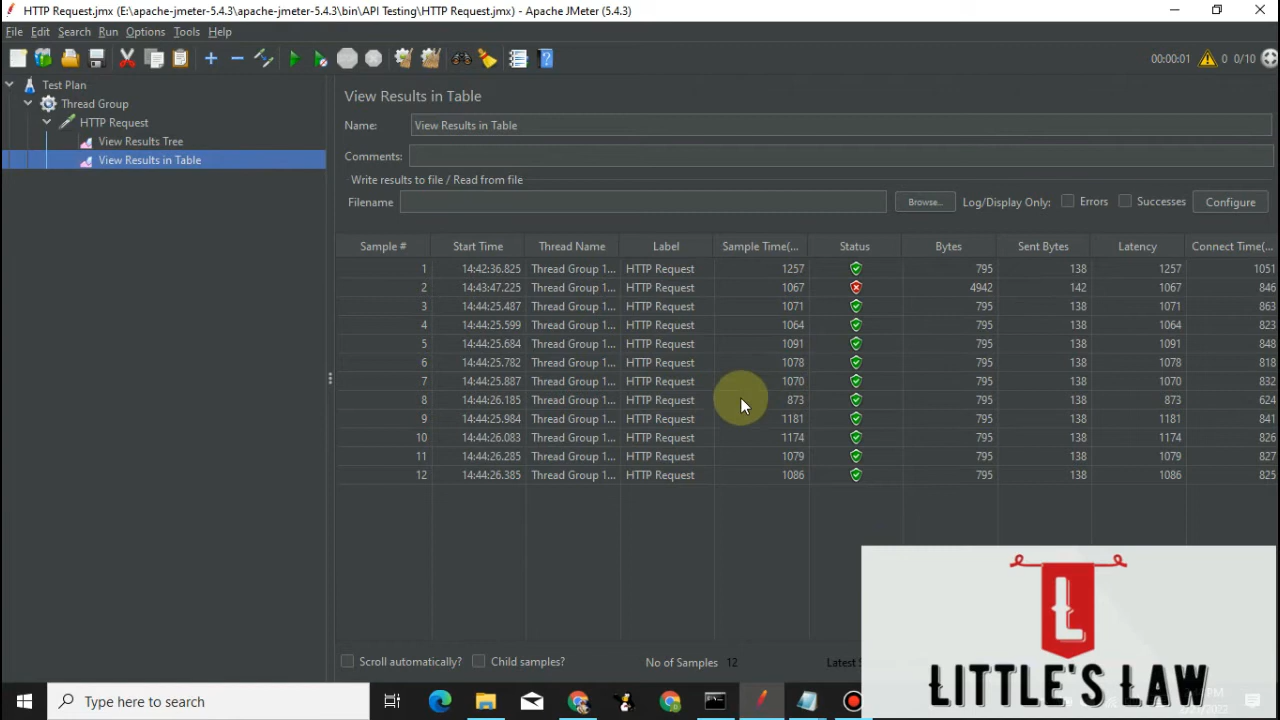 HTTP Request.jmx (E:\apache-jmeter-5.4.3\apache-jmeter-5.4.3\bin\API Testing\HTTP Request.jmx) - Apache JMeter (5.4.3)
File Edit Search Run Options Tools Help
00:00:01 0 0/10
Test Plan
Thread Group
HTTP Request
View Results Tree
View Results in Table
View Results in Table
Name: View Results in Table
Comments:
Write results to file / Read from file
Filename Browse... Log/Display Only: Errors Successes Configure
Sample # Start Time Thread Name Label Sample Time(... Status Bytes Sent Bytes Latency Connect Time(...
1 14:42:36.825 Thread Group 1... HTTP Request 1257 795 138 1257 1051
2 14:43:47.225 Thread Group 1... HTTP Request 1067 4942 142 1067 846
3 14:44:25.487 Thread Group 1... HTTP Request 1071 795 138 1071 863
4 14:44:25.599 Thread Group 1... HTTP Request 1064 795 138 1064 823
5 14:44:25.684 Thread Group 1... HTTP Request 1091 795 138 1091 848
6 14:44:25.782 Thread Group 1... HTTP Request 1078 795 138 1078 818
7 14:44:25.887 Thread Group 1... HTTP Request 1070 795 138 1070 832
8 14:44:26.185 Thread Group 1... HTTP Request 873 795 138 873 624
9 14:44:25.984 Thread Group 1... HTTP Request 1181 795 138 1181 841
10 14:44:26.083 Thread Group 1... HTTP Request 1174 795 138 1174 826
11 14:44:26.285 Thread Group 1... HTTP Request 1079 795 138 1079 827
12 14:44:26.385 Thread Group 1... HTTP Request 1086 795 138 1086 825
Scroll automatically? Child samples? No of Samples 12 Latest
L
LITTLE'S LAW
Type here to search